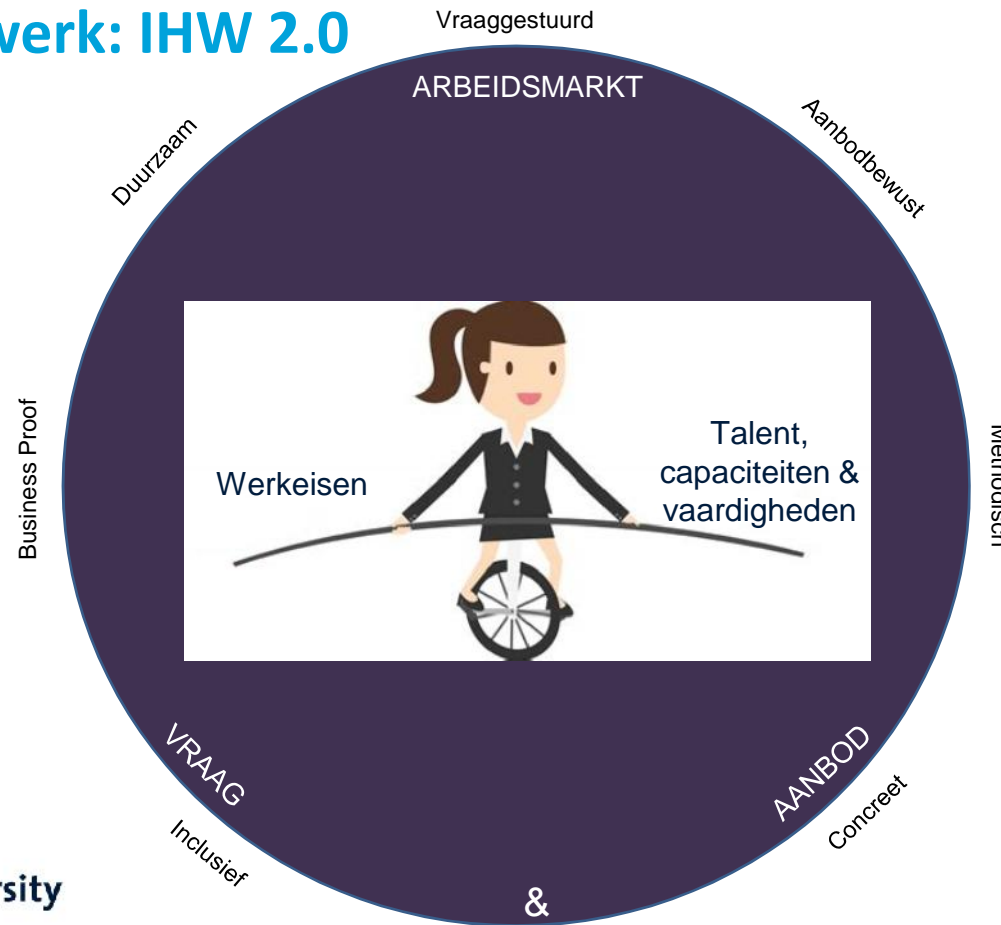 werk: IHW 2.0
Vraaggestuurd
ARBEIDSMARKT
Duurzaam
Aanbodbewust
Business Proof
Methodisch
Werkeisen
Talent,
capaciteiten &
vaardigheden
VRAAG
AANBOD
Inclusief
Concreet
&
rsity